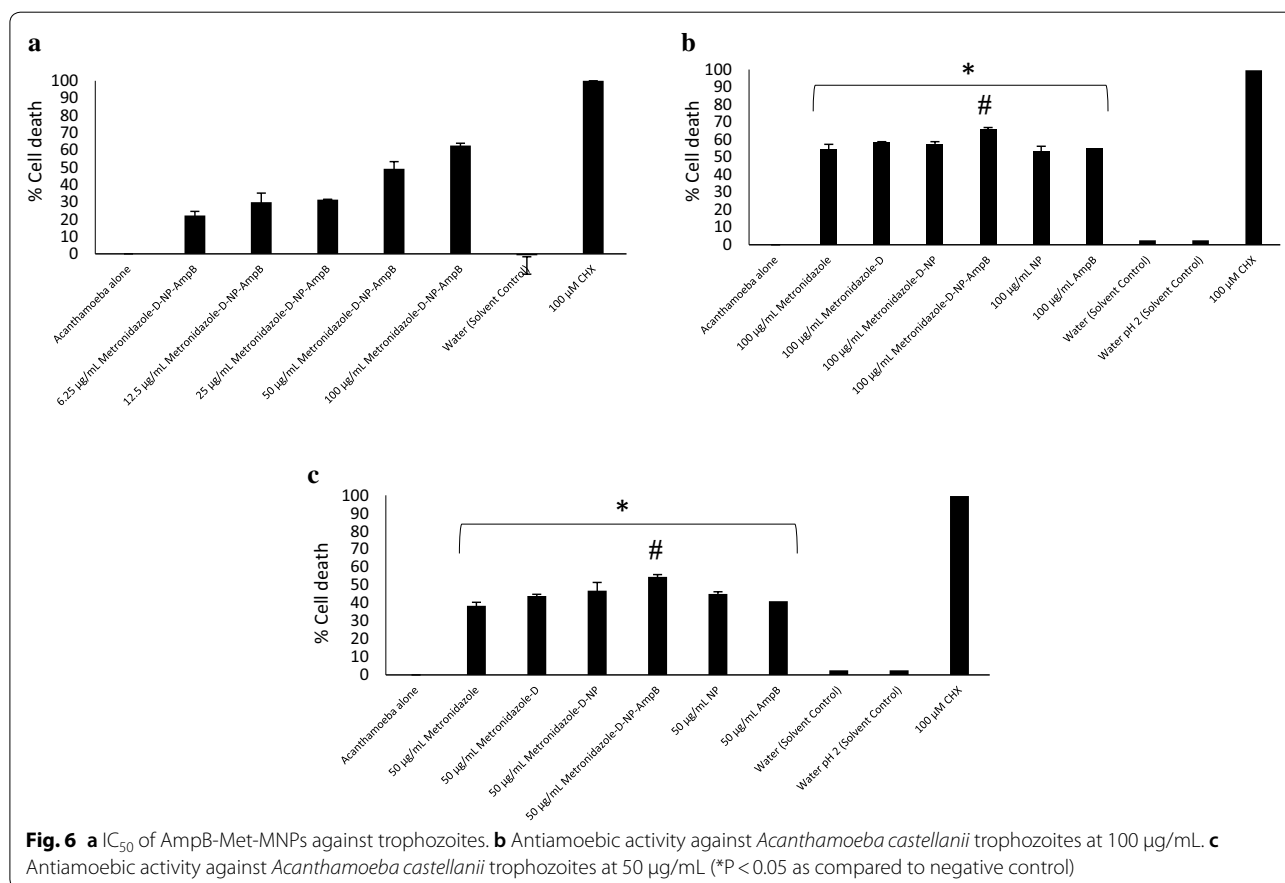 a
% Cell death
100
90
80
70
60
50
40
30
20
10
0
Acanthamoeba alone
6.25 µg/mL Metronidazole-D-NP-AmpB
12.5 µg/mL Metronidazole-D-NP-AmpB
25 µg/mL Metronidazole-D-NP-AmpB
50 µg/mL Metronidazole-D-NP-AmpB
100 µg/mL Metronidazole-D-NP-AmpB
Water (Solvent Control)
100 µM CHX
b
% Cell death
100
90
80
70
60
50
40
30
20
10
0
*
#
Acanthamoeba alone
100 µg/mL Metronidazole
100 µg/mL Metronidazole-D
100 µg/mL Metronidazole-D-NP
100 µg/mL Metronidazole-D-NP-AmpB
100 µg/mL NP
100 µg/mL AmpB
Water (Solvent Control)
Water pH 2 (Solvent Control)
100 µM CHX
c
% Cell death
100
90
80
70
60
50
40
30
20
10
0
*
#
Acanthamoeba alone
50 µg/mL Metronidazole
50 µg/mL Metronidazole-D
50 µg/mL Metronidazole-D-NP
50 µg/mL Metronidazole-D-NP-AmpB
50 µg/mL NP
50 µg/mL AmpB
Water (Solvent Control)
Water pH 2 (Solvent Control)
100 µM CHX
Fig. 6 a IC50 of AmpB-Met-MNPs against trophozoites. b Antiamoebic activity against Acanthamoeba castellanii trophozoites at 100 µg/mL. c
Antiamoebic activity against Acanthamoeba castellanii trophozoites at 50 µg/mL (*P < 0.05 as compared to negative control)